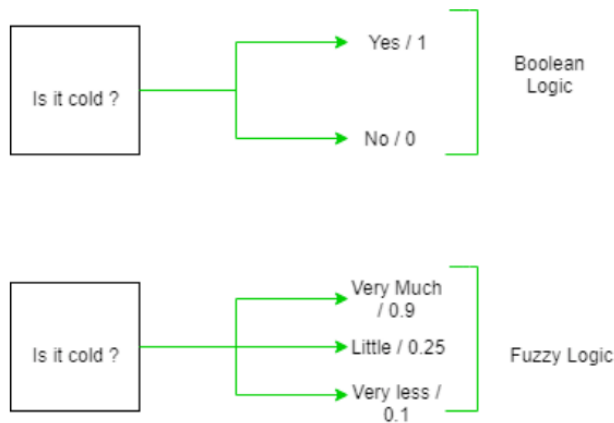 Is it cold ?
Yes / 1
No / 0
Boolean
Logic
Is it cold ?
Very Much
/ 0.9
Little / 0.25
Very less /
0.1
Fuzzy Logic